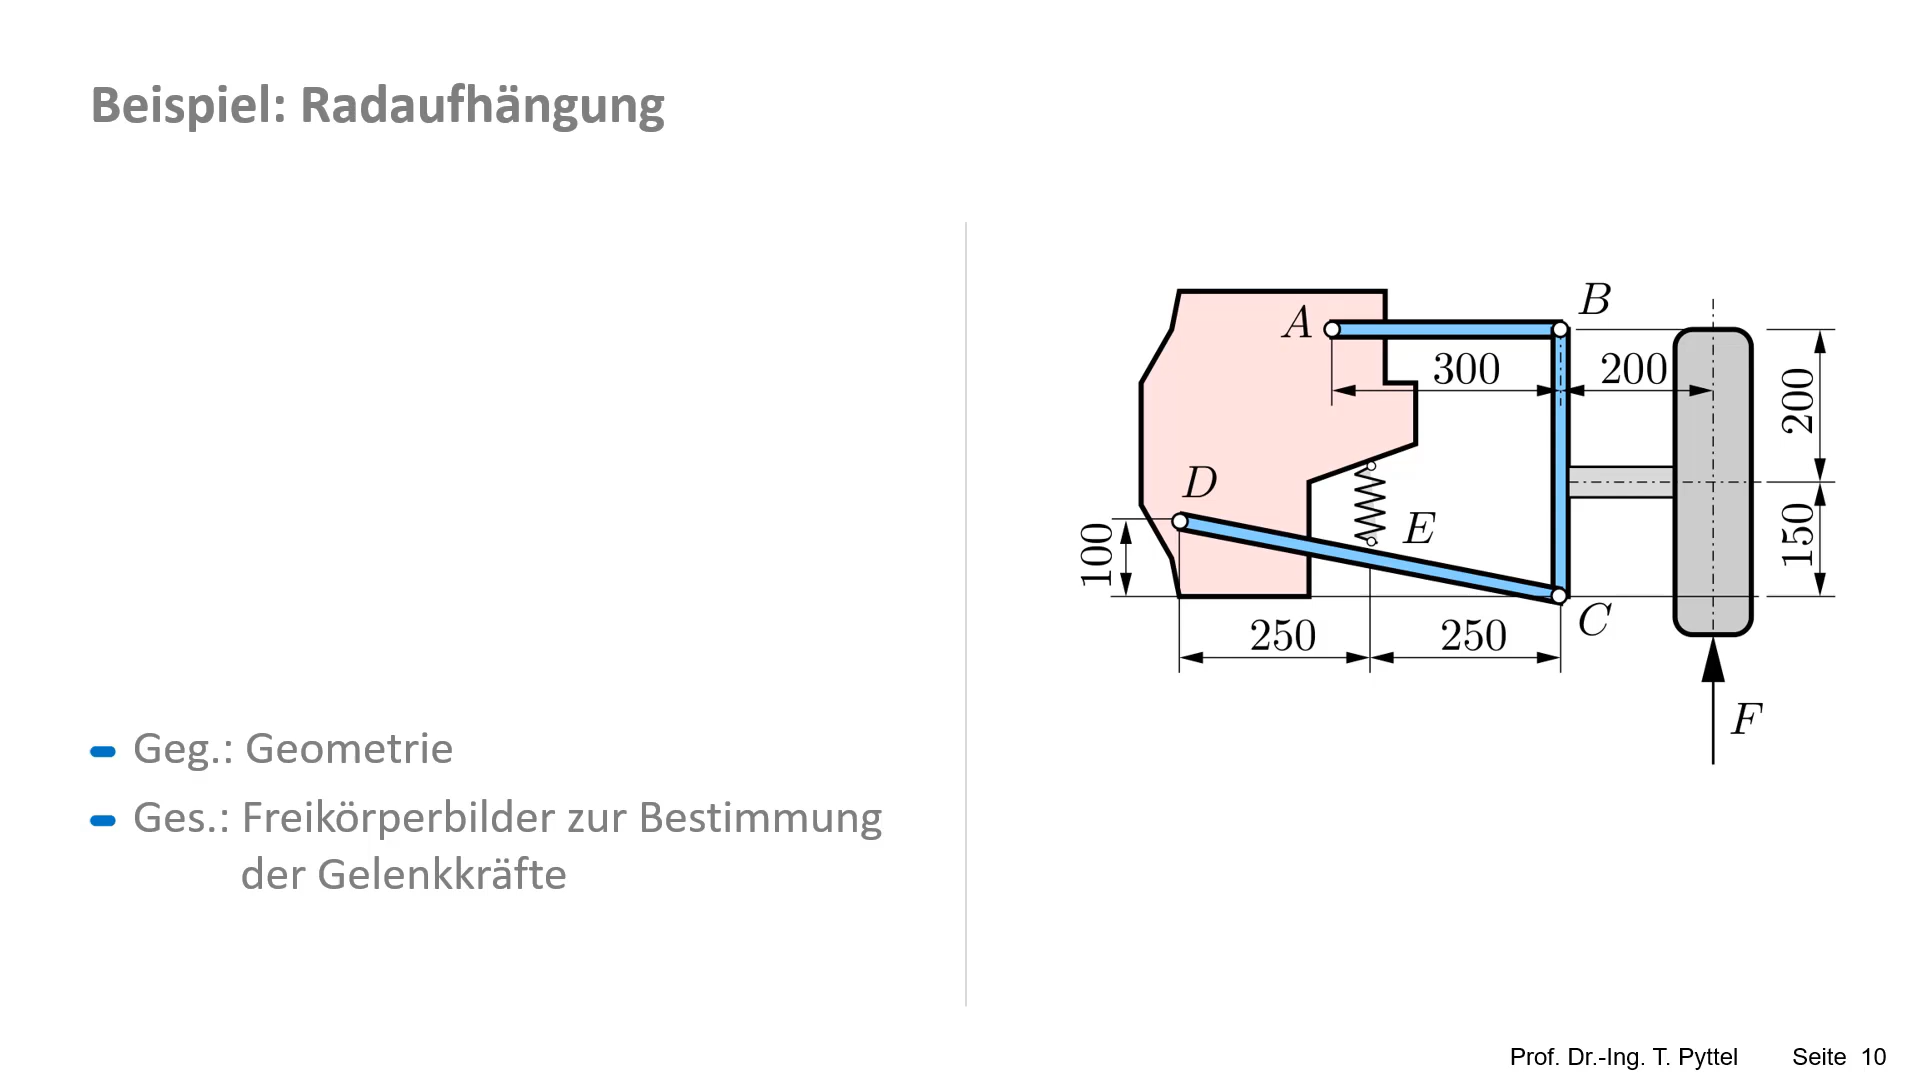 Beispiel: Radaufhängung
Geg.: Geometrie
Ges.: Freikörperbilder zur Bestimmung
der Gelenkkräfte
A
B
300
200
200
D
E
100
150
250
250
C
F
Prof. Dr.-Ing. T. Pyttel Seite 10